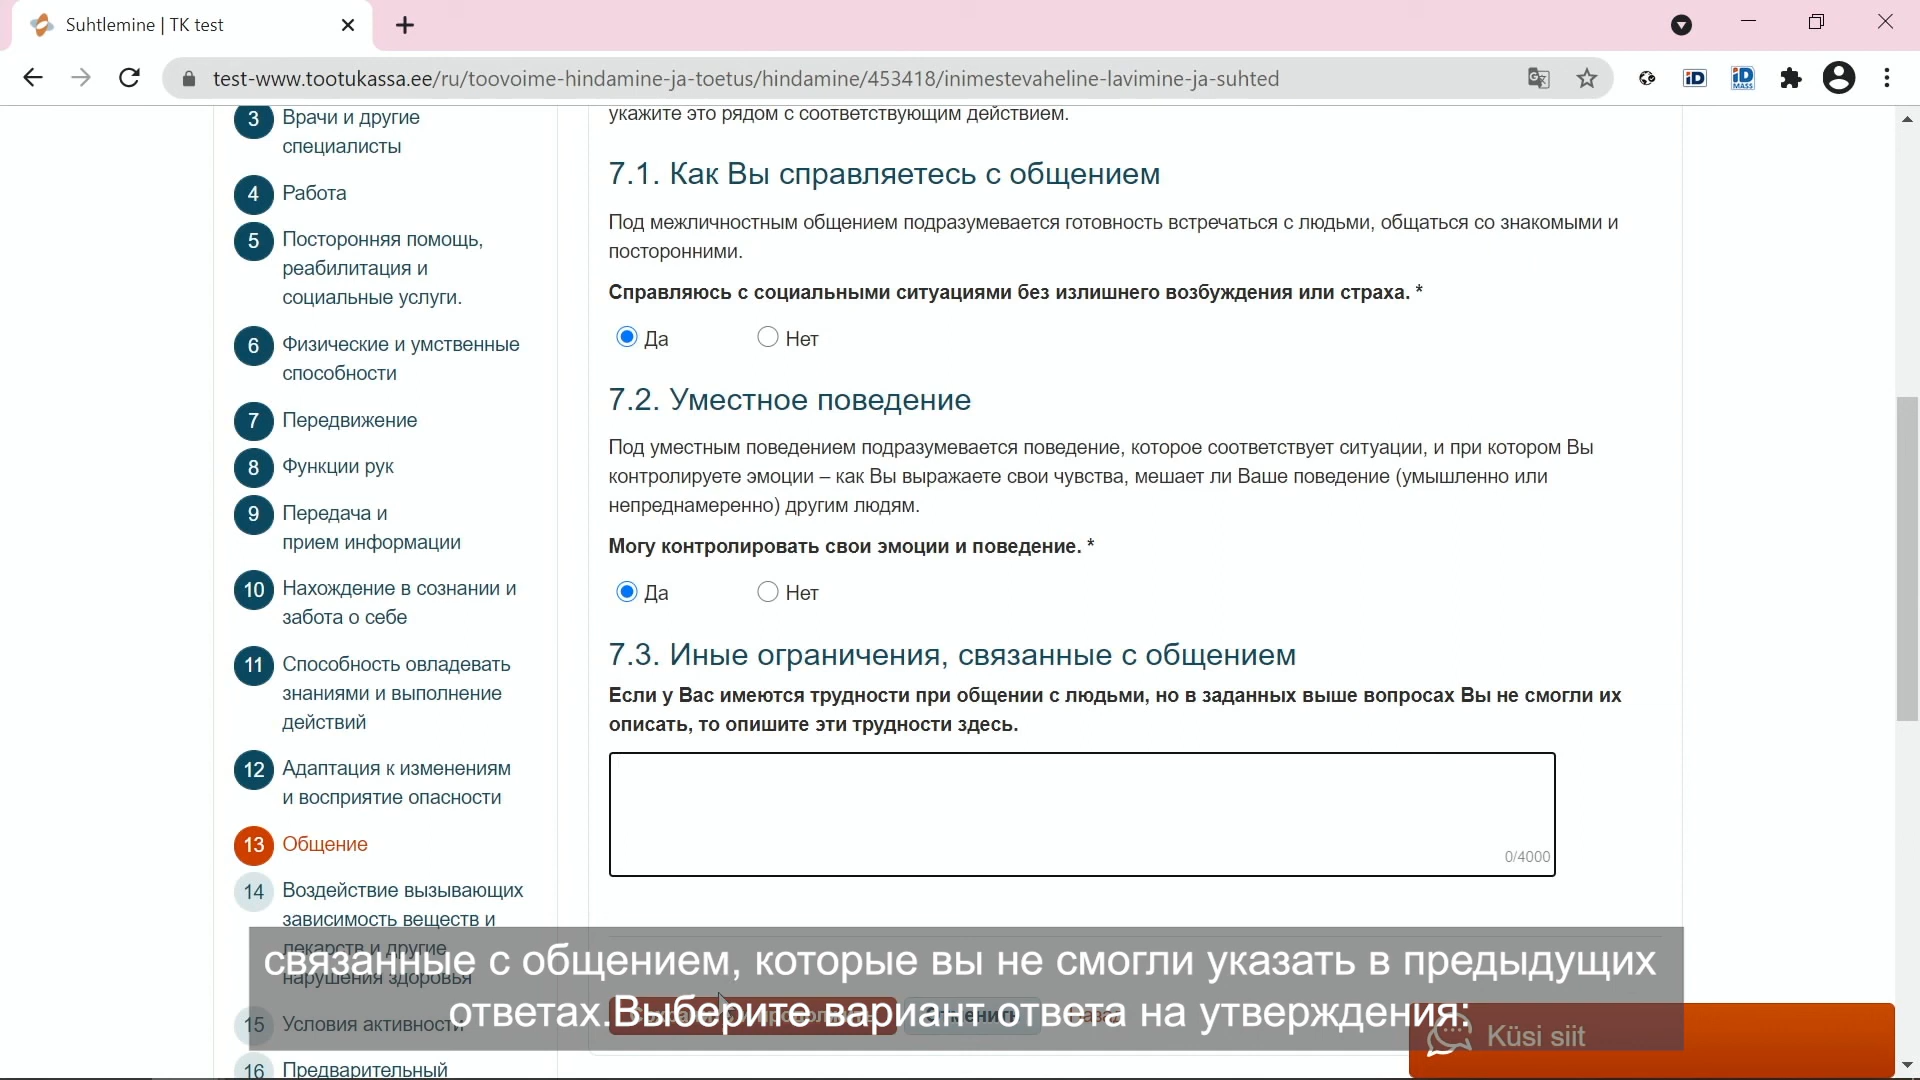 Suhtlemine | TK test
test-www.tootukassa.ee/ru/toovoime-hindamine-ja-toetus/hindamine/453418/inimestevaheline-lavimine-ja-suhted
iD
iD
MASS
3 Врачи и другие
специалисты
4 Работа
5 Посторонняя помощь,
реабилитация и
социальные услуги.
6 Физические и умственные
способности
7 Передвижение
8 Функции рук
9 Передача и
прием информации
10 Нахождение в сознании и
забота о себе
11 Способность овладевать
знаниями и выполнение
действий
12 Адаптация к изменениям
и восприятие опасности
13 Общение
14 Воздействие вызывающих
зависимость веществ и
лекарств и другие
нарушения здоровья
15 Условия активности
16 Предварительный
укажите это рядом с соответствующим действием.
7.1. Как Вы справляетесь с общением
Под межличностным общением подразумевается готовность встречаться с людьми, общаться со знакомыми и
посторонними.
Справляюсь с социальными ситуациями без излишнего возбуждения или страха. *
Да Нет
7.2. Уместное поведение
Под уместным поведением подразумевается поведение, которое соответствует ситуации, и при котором Вы
контролируете эмоции – как Вы выражаете свои чувства, мешает ли Ваше поведение (умышленно или
непреднамеренно) другим людям.
Могу контролировать свои эмоции и поведение. *
Да Нет
7.3. Иные ограничения, связанные с общением
Если у Вас имеются трудности при общении с людьми, но в заданных выше вопросах Вы не смогли их
описать, то опишите эти трудности здесь.
0/4000
Назад
связанные с общением, которые вы не смогли указать в предыдущих
ответах.Выберите вариант ответа на утверждения:
Küsi siit